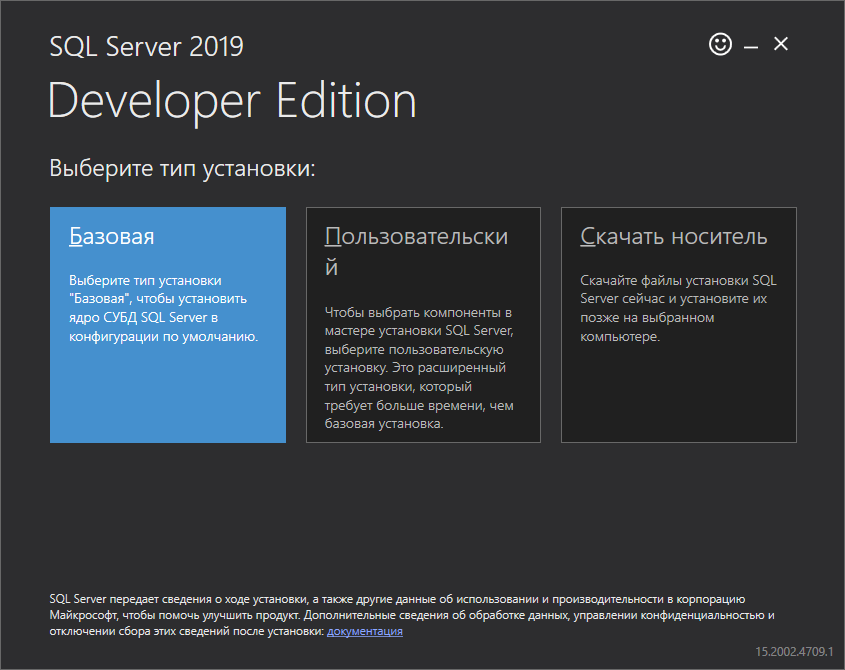 SQL Server 2019
Developer Edition
Выберите тип установки:
Базовая
Выберите тип установки
"Базовая", чтобы установить
ядро СУБД SQL Server в
конфигурации по умолчанию.
Пользовательски
й
Чтобы выбрать компоненты в
мастере установки SQL Server,
выберите пользовательскую
установку. Это расширенный
тип установки, который
требует больше времени, чем
базовая установка.
Скачать носитель
Скачайте файлы установки SQL
Server сейчас и установите их
позже на выбранном
компьютере.
SQL Server передает сведения о ходе установки, а также другие данные об использовании и производительности в корпорацию
Майкрософт, чтобы помочь улучшить продукт. Дополнительные сведения об обработке данных, управлении конфиденциальностью и
отключении сбора этих сведений после установки: документация
15.2002.4709.1